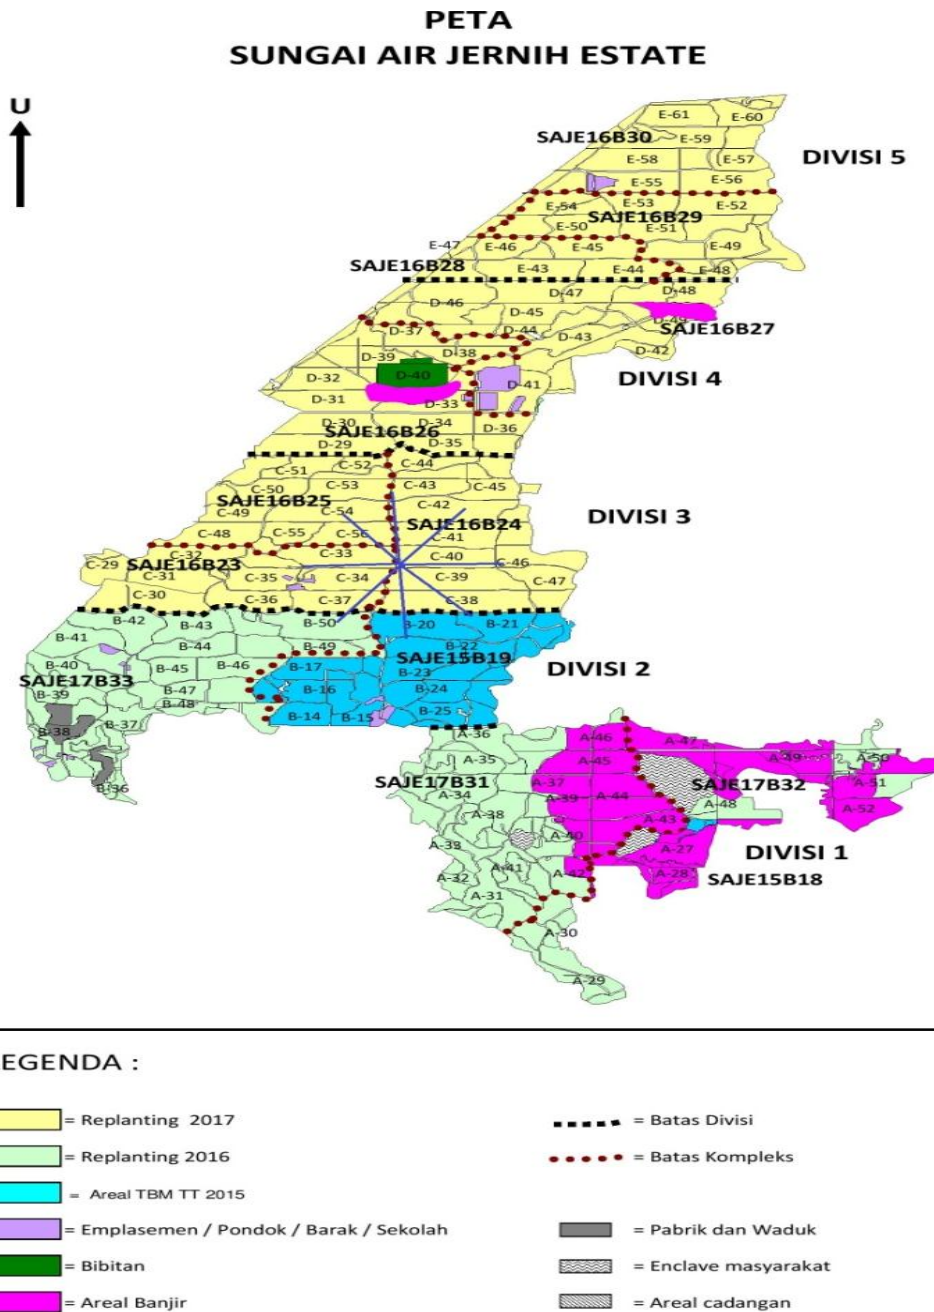 PETA
SUNGAI AIR JERNIH ESTATE
U
E-61
E-60
SAJE16B30
E-59
DIVISI 5
E-58
E-57
E-55
E-56
E-54
E-53
E-52
SAJE16B29
E-50
E-51
E-47
E-46
E-45
E-49
SAJE16B28
E-43
E-44
E-48
D-47
D-48
D-46
D-45
D-49
SAJE16B27
D-37
D-44
D-43
D-42
D-39
D-38
D-32
D-40
D-41
DIVISI 4
D-31
D-33
D-30
D-34
D-36
SAJE16B26
D-29
D-35
C-51
C-52
C-44
C-50
C-53
C-43
C-45
SAJE16B25
C-49
C-54
C-42
DIVISI 3
SAJE16B24
C-48
C-55
C-56
C-41
C-32
C-33
C-40
C-46
C-29
SAJE16B23
C-31
C-35
C-34
C-39
C-47
C-30
C-36
C-37
C-38
B-42
B-43
B-50
B-20
B-21
B-41
B-44
B-49
B-22
SAJE15B19
DIVISI 2
B-40
B-45
B-46
B-17
B-23
SAJE17B33
B-39
B-47
B-16
B-24
B-48
B-14
B-15
B-25
B-38
B-37
B-36
A-36
A-46
A-47
A-35
A-45
A-49
A-50
SAJE17B31
A-37
SAJE17B32
A-51
A-34
A-39
A-44
A-48
A-52
A-38
A-43
A-33
A-40
A-27
DIVISI 1
A-32
A-41
A-42
A-28
SAJE15B18
A-31
A-30
A-29
EGENDA :
= Replanting 2017
= Batas Divisi
= Replanting 2016
= Batas Kompleks
= Areal TBM TT 2015
= Emplasemen / Pondok / Barak / Sekolah
= Pabrik dan Waduk
= Bibitan
= Enclave masyarakat
= Areal Banjir
= Areal cadangan